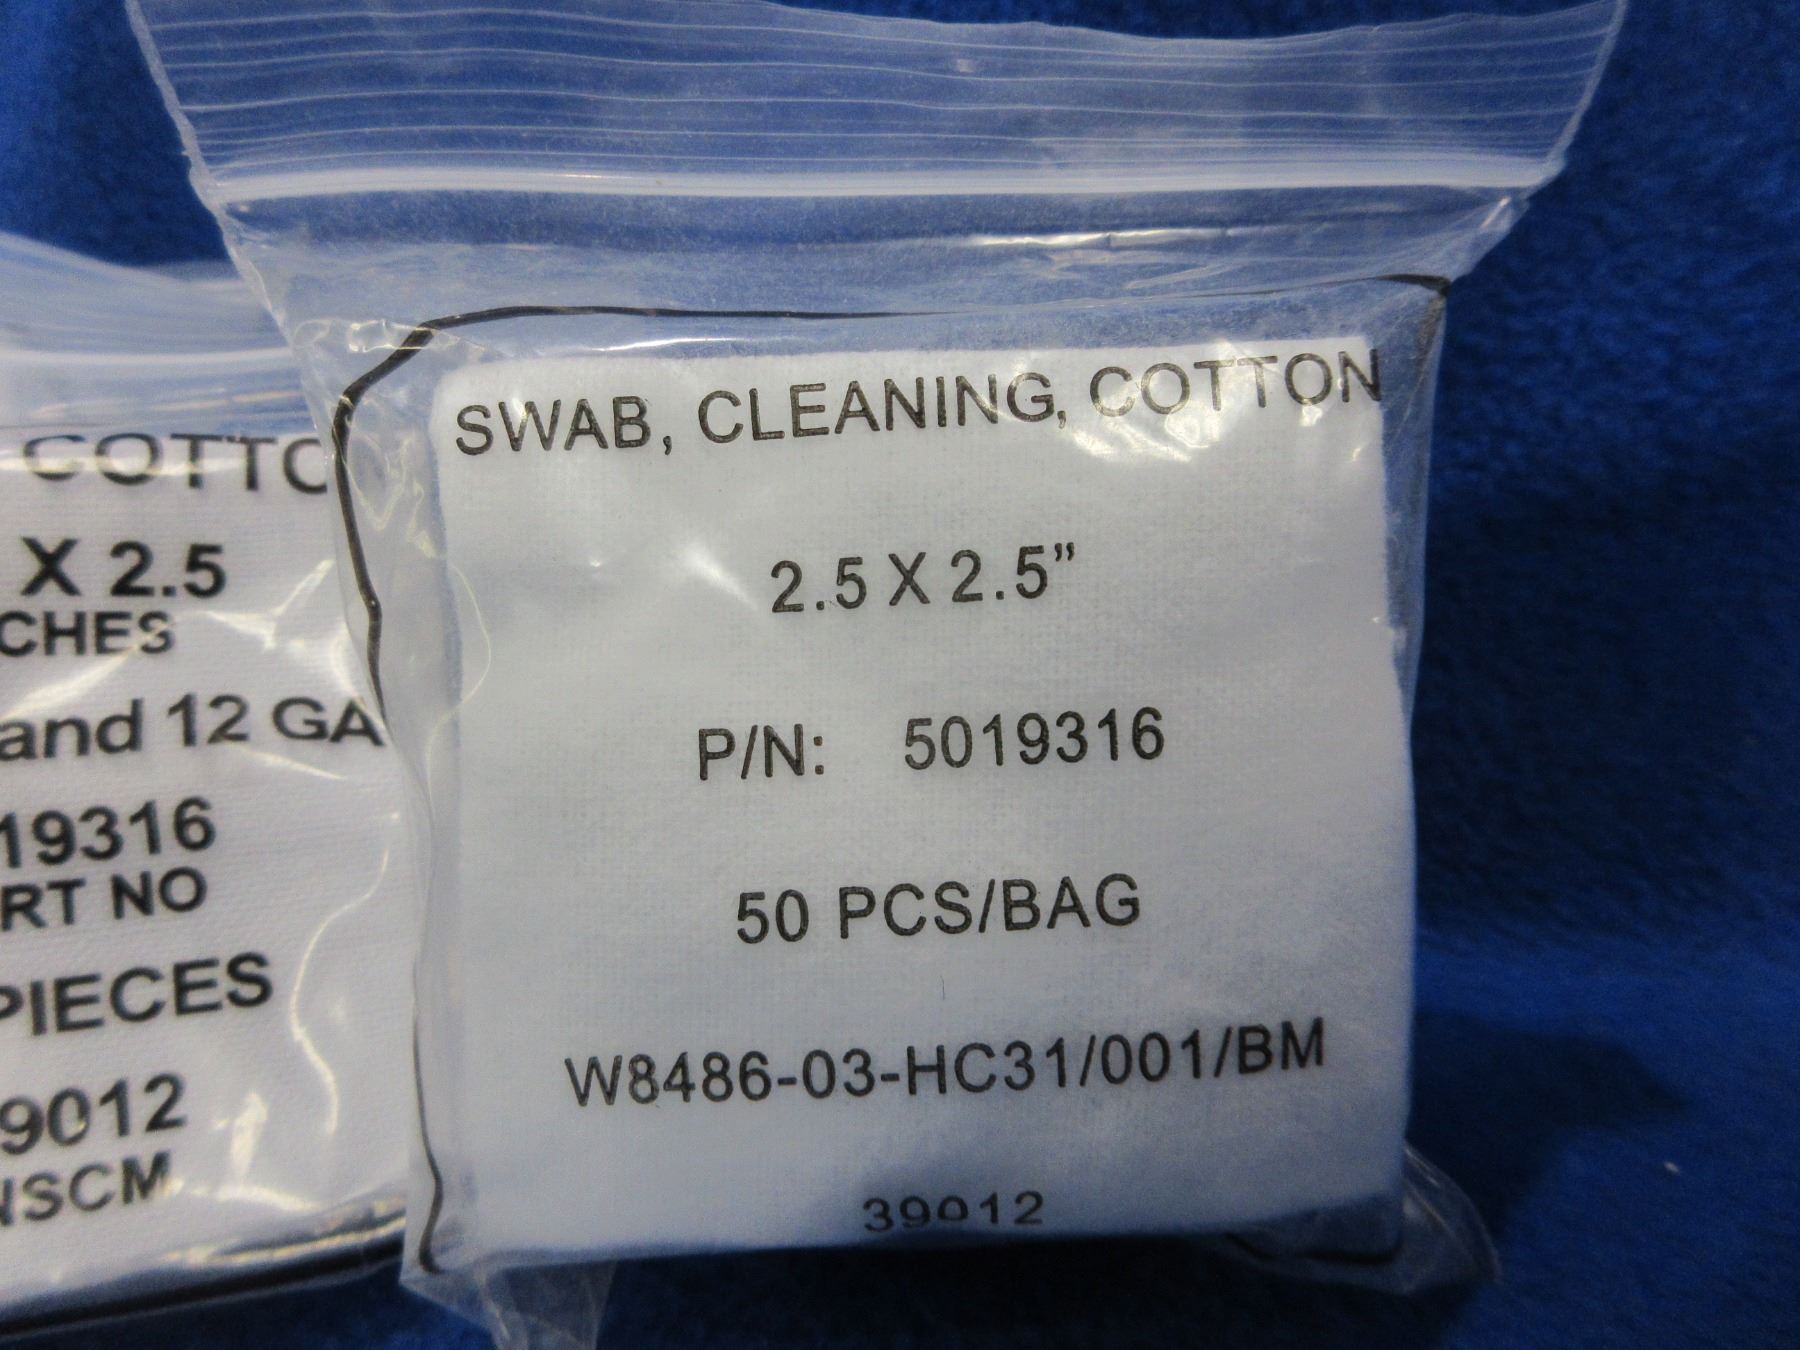 SWAB, CLEANING, COTTON
2.5 X 2.5”
P/N: 5019316
50 PCS/BAG
W8486-03-HC31/001/BM
39012
COTTO
X 2.5
CHES
and 12 GA
19316
RT NO
PIECES
9012
NSCM